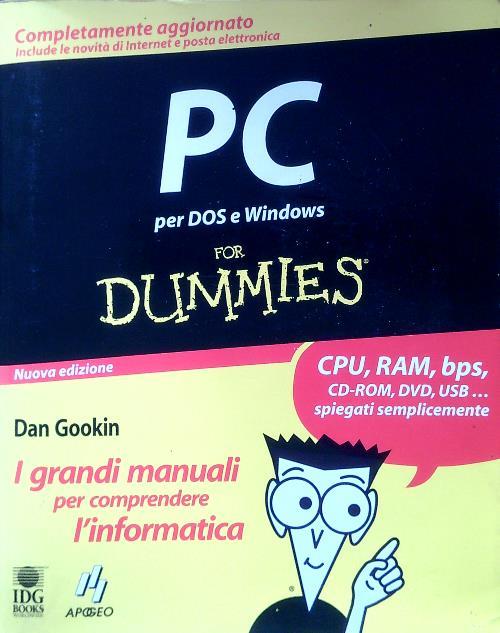 Completamente aggiornato
Include le novità di Internet e posta elettronica
PC
per DOS e Windows
FOR
DUMMIES®
Nuova edizione
CPU, RAM, bps,
CD-ROM, DVD, USB ...
spiegati semplicemente
Dan Gookin
I grandi manuali
per comprendere
l'informatica
®
IDG
BOOKS
WORLDWIDE
APOGEO